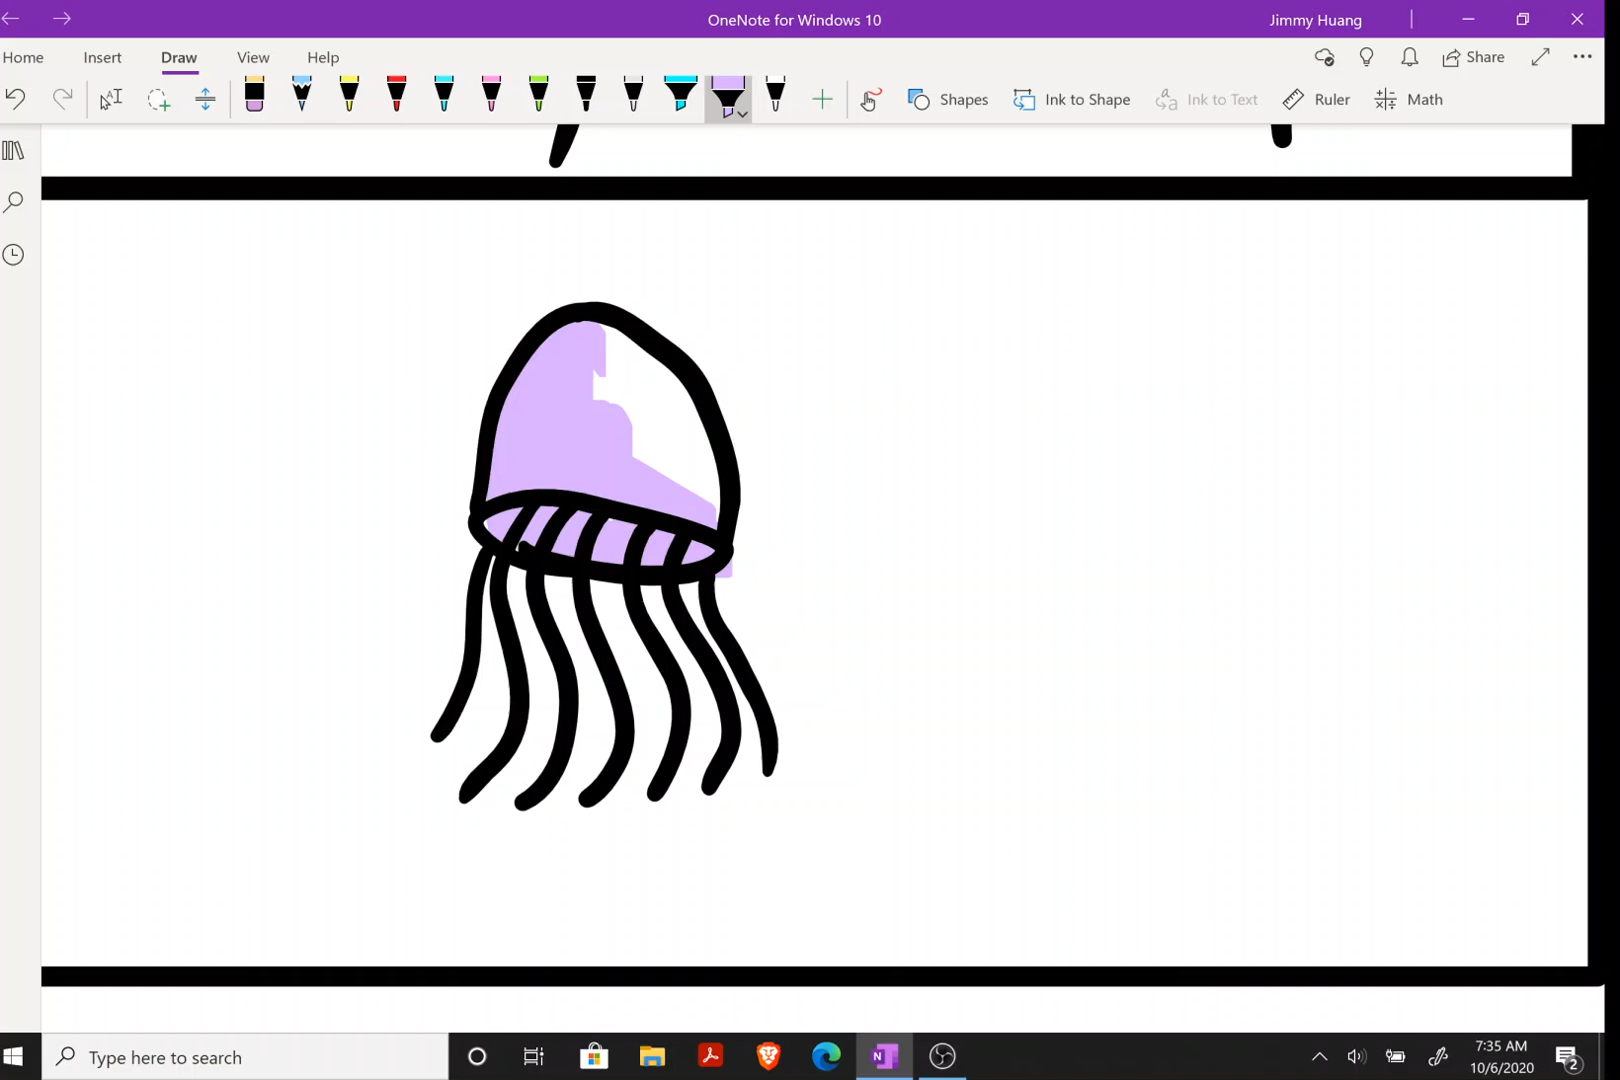 OneNote for Windows 10
Jimmy Huang
Home Insert Draw View Help
Share
Shapes Ink to Shape Ink to Text Ruler Math
Type here to search
7:35 AM
10/6/2020
2